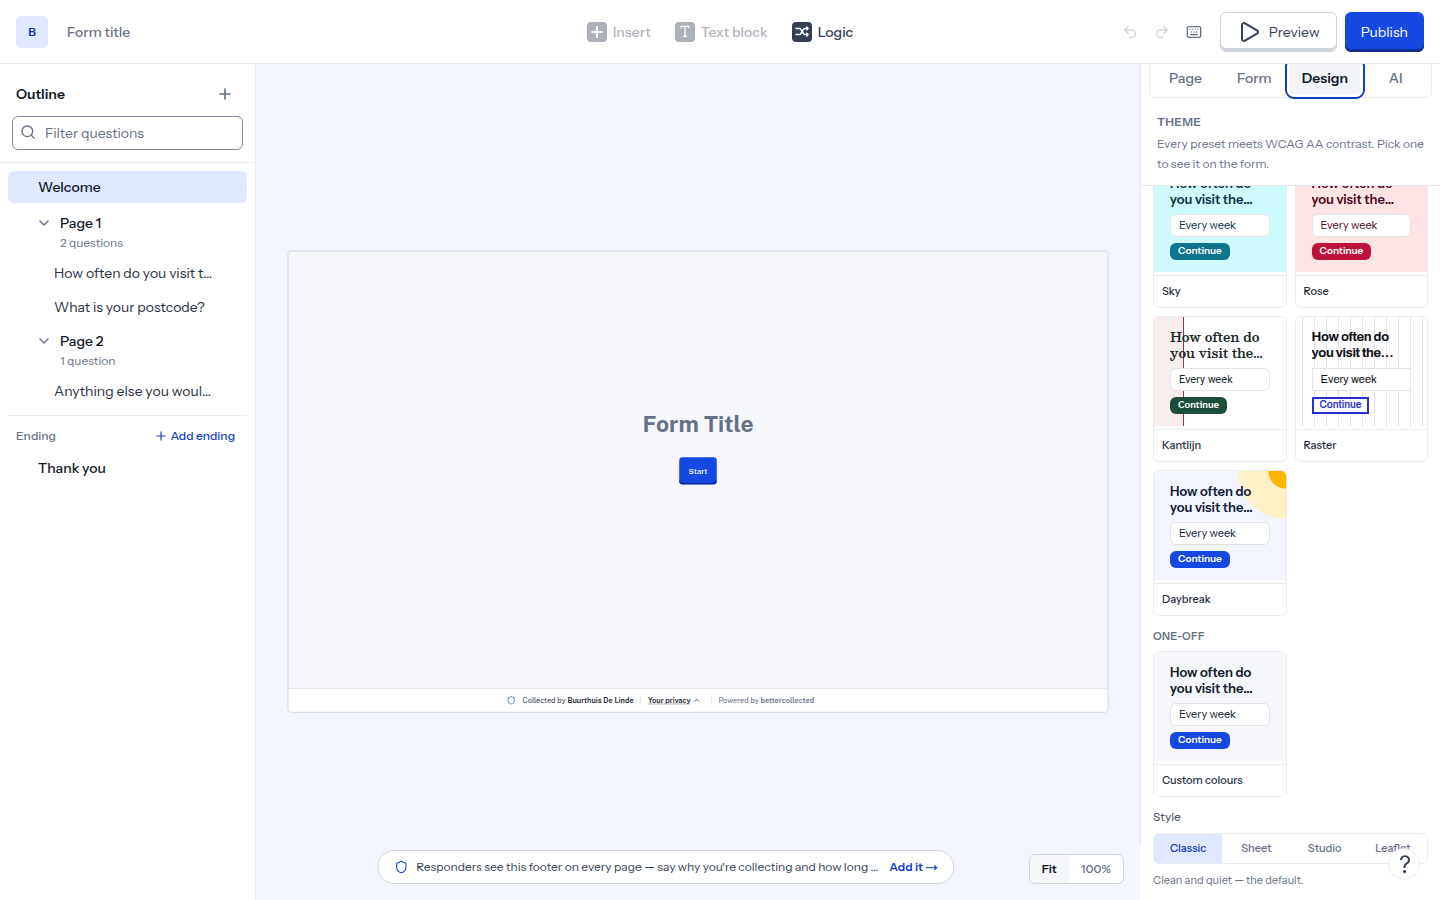 B
Form title
Insert
Text block
Logic
Preview
Publish
Outline
Filter questions
Welcome
Page 1
2 questions
How often do you visit t...
What is your postcode?
Page 2
1 question
Anything else you woul...
Ending
Add ending
Thank you
Form Title
Start
Collected by Buurthuis De Linde
Your privacy
Powered by bettercollected
Responders see this footer on every page — say why you're collecting and how long ...
Add it →
Fit
100%
Page
Form
Design
AI
THEME
Every preset meets WCAG AA contrast. Pick one
to see it on the form.
How often do
you visit the...
Every week
Continue
Sky
How often do
you visit the...
Every week
Continue
Rose
How often do
you visit the...
Every week
Continue
Kantlijn
How often do
you visit the...
Every week
Continue
Raster
How often do
you visit the...
Every week
Continue
Daybreak
ONE-OFF
How often do
you visit the...
Every week
Continue
Custom colours
Style
Classic
Sheet
Studio
Leaflet
?
Clean and quiet — the default.